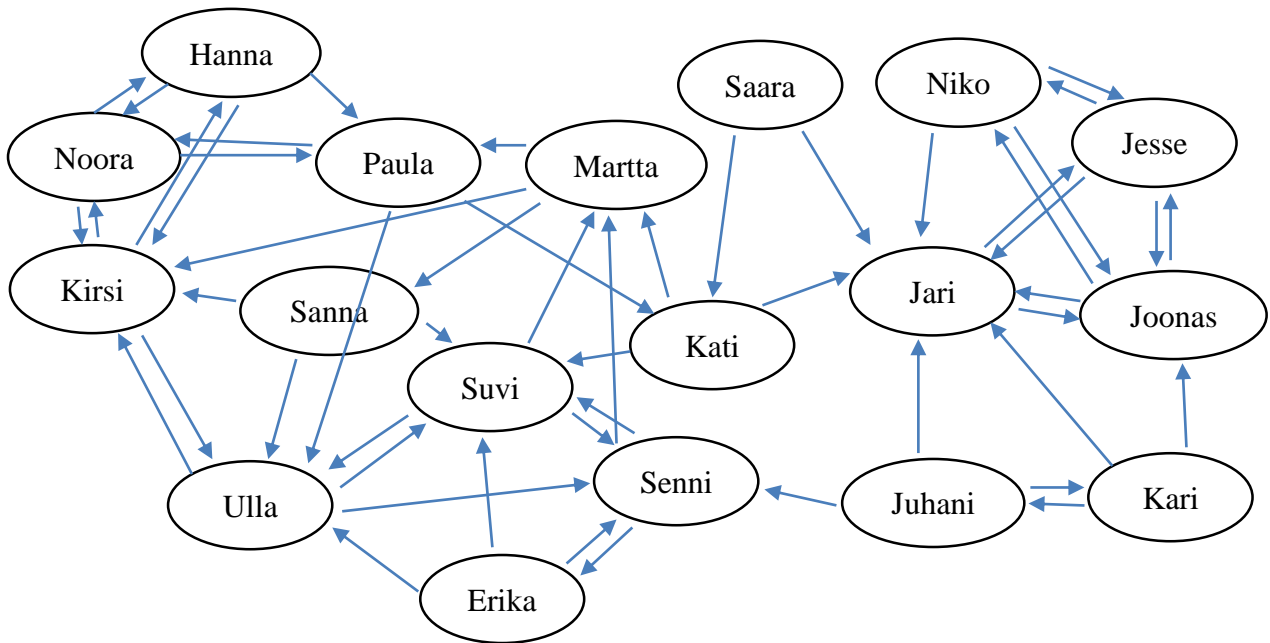 Hanna
Saara
Niko
Noora
Paula
Martta
Jesse
Kirsi
Sanna
Kati
Jari
Joonas
Suvi
Ulla
Senni
Juhani
Kari
Erika